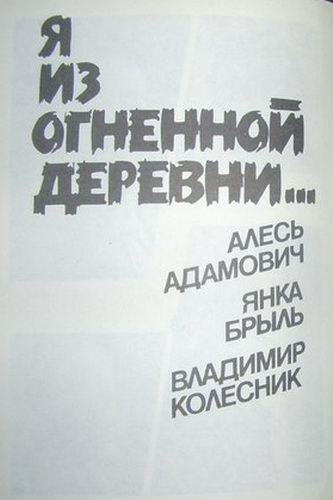 Я
ИЗ
ОГНЕННОЙ
ДЕРЕВНИ...
АЛЕСЬ
АДАМОВИЧ
ЯНКА
БРЫЛЬ
ВЛАДИМИР
КОЛЕСНИК